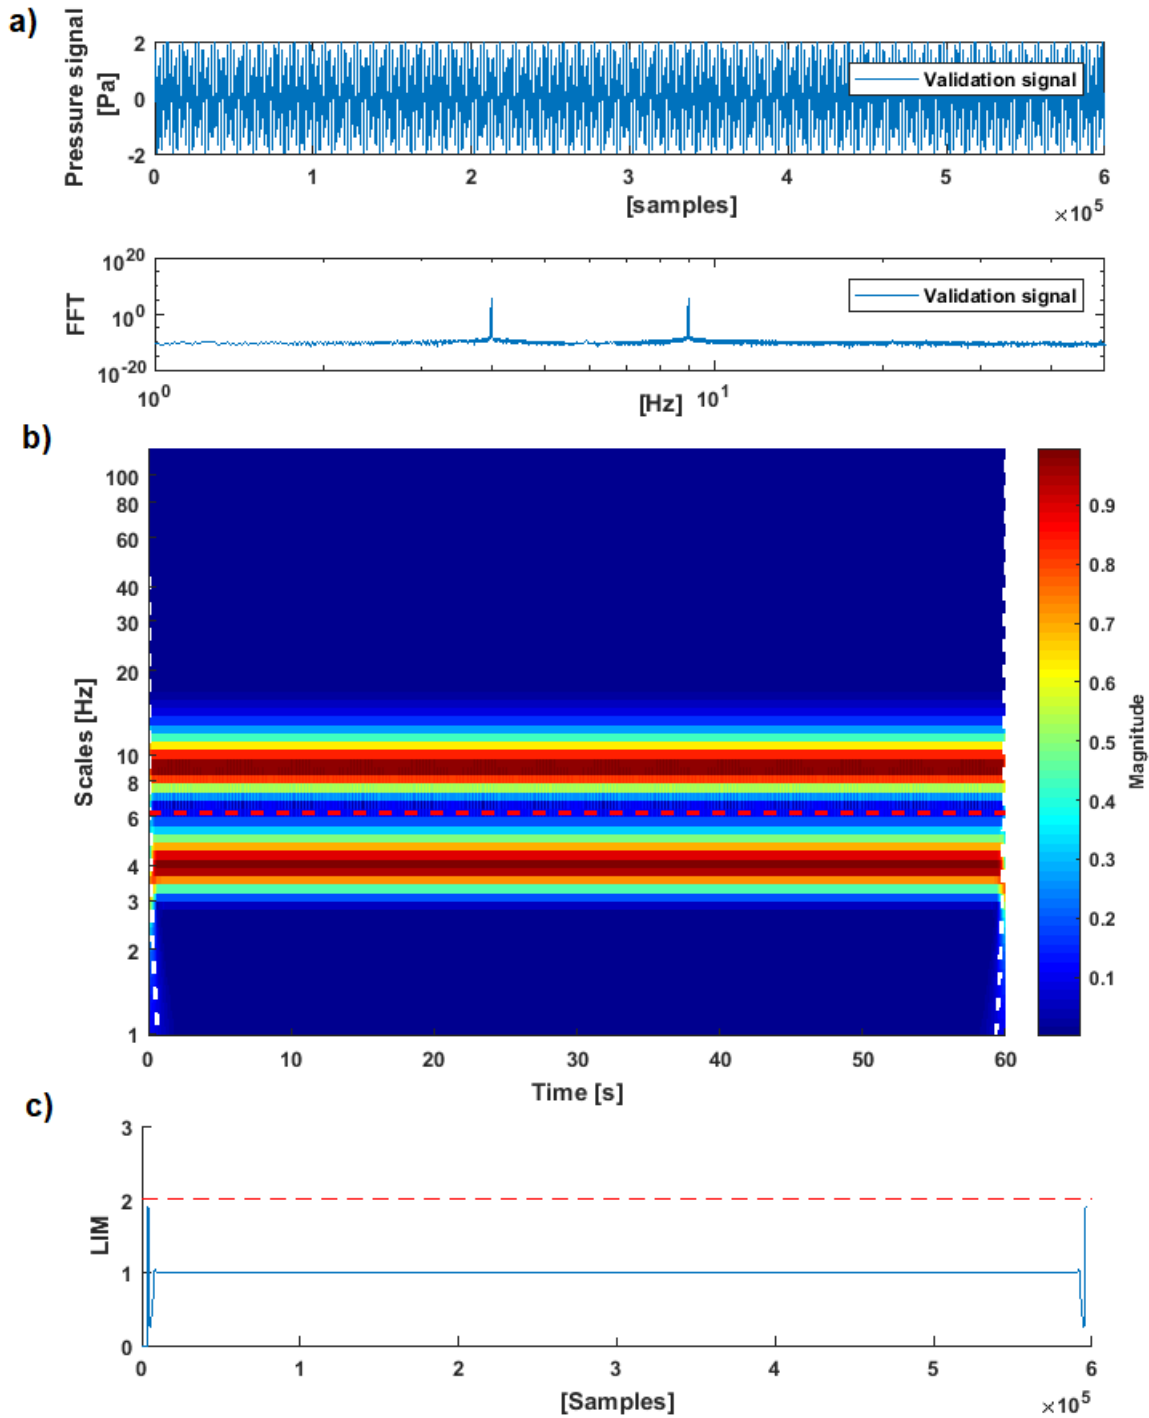 a)
Pressure signal
[Pa]
2
0
-2
Validation signal
0 1 2 3 4 5 6
[samples]
×10^5
FFT
10^20
10^0
10^-20
Validation signal
10^0 10^1
[Hz]
b)
Scales [Hz]
100
80
60
40
30
20
10
8
6
4
3
2
1
0 10 20 30 40 50 60
Time [s]
0.9
0.8
0.7
0.6
0.5
0.4
0.3
0.2
0.1
Magnitude
c)
LIM
3
2
1
0
0 1 2 3 4 5 6
[Samples]
×10^5